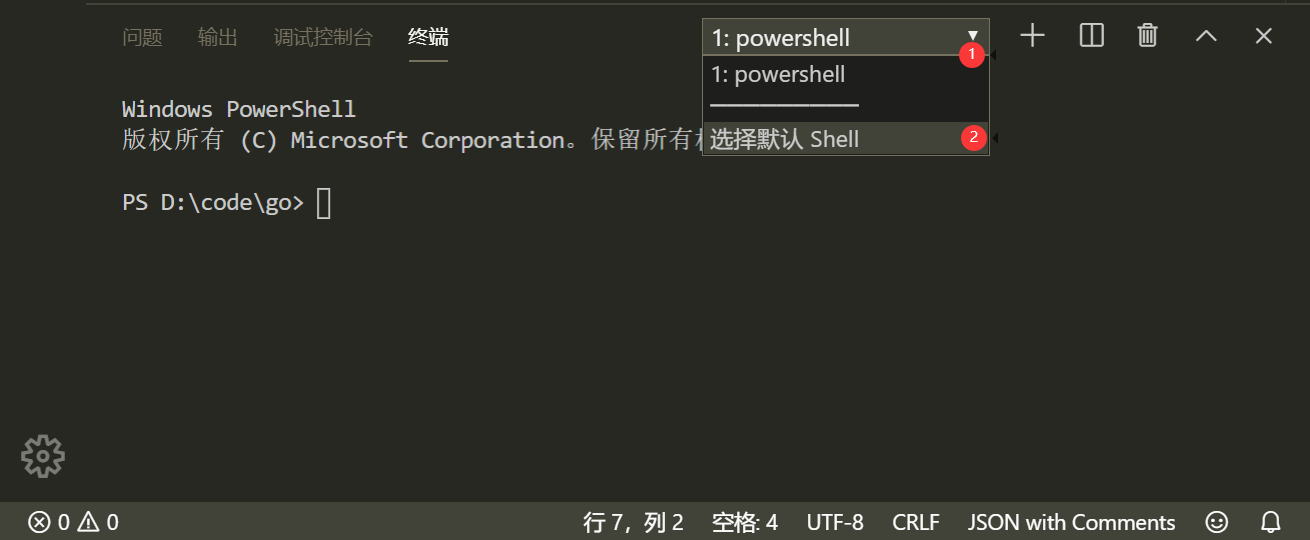 问题 输出 调试控制台 终端 1: powershell
1
1: powershell
选择默认 Shell 2
Windows PowerShell
版权所有 (C) Microsoft Corporation。保留所有
PS D:\code\go>
0 0 行 7，列 2 空格: 4 UTF-8 CRLF JSON with Comments